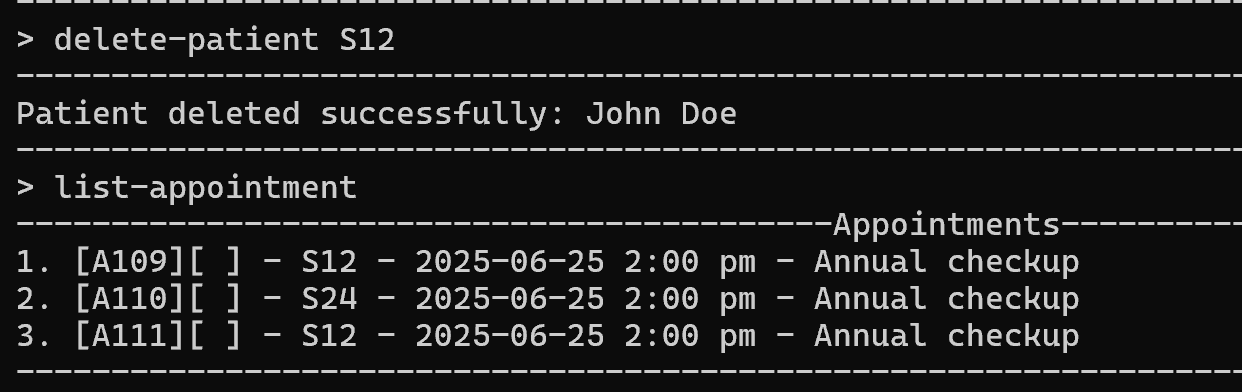 --------------------------------------------------------------------
> delete-patient S12
--------------------------------------------------------------------
Patient deleted successfully: John Doe
--------------------------------------------------------------------
> list-appointment
-------------------------------------------Appointments----------
1. [A109][ ] - S12 - 2025-06-25 2:00 pm - Annual checkup
2. [A110][ ] - S24 - 2025-06-25 2:00 pm - Annual checkup
3. [A111][ ] - S12 - 2025-06-25 2:00 pm - Annual checkup
--------------------------------------------------------------------